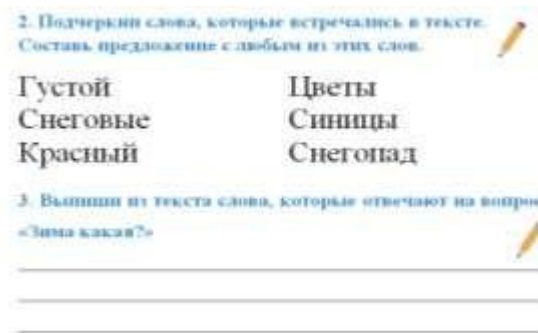 2. Подчеркни слова, которые встречались в тексте.
Составь предложение с любым из этих слов.
Густой Цветы
Снеговые Синицы
Красный Снегопад
3. Выпиши из текста слова, которые отвечают на вопрос
«Зима какая?»